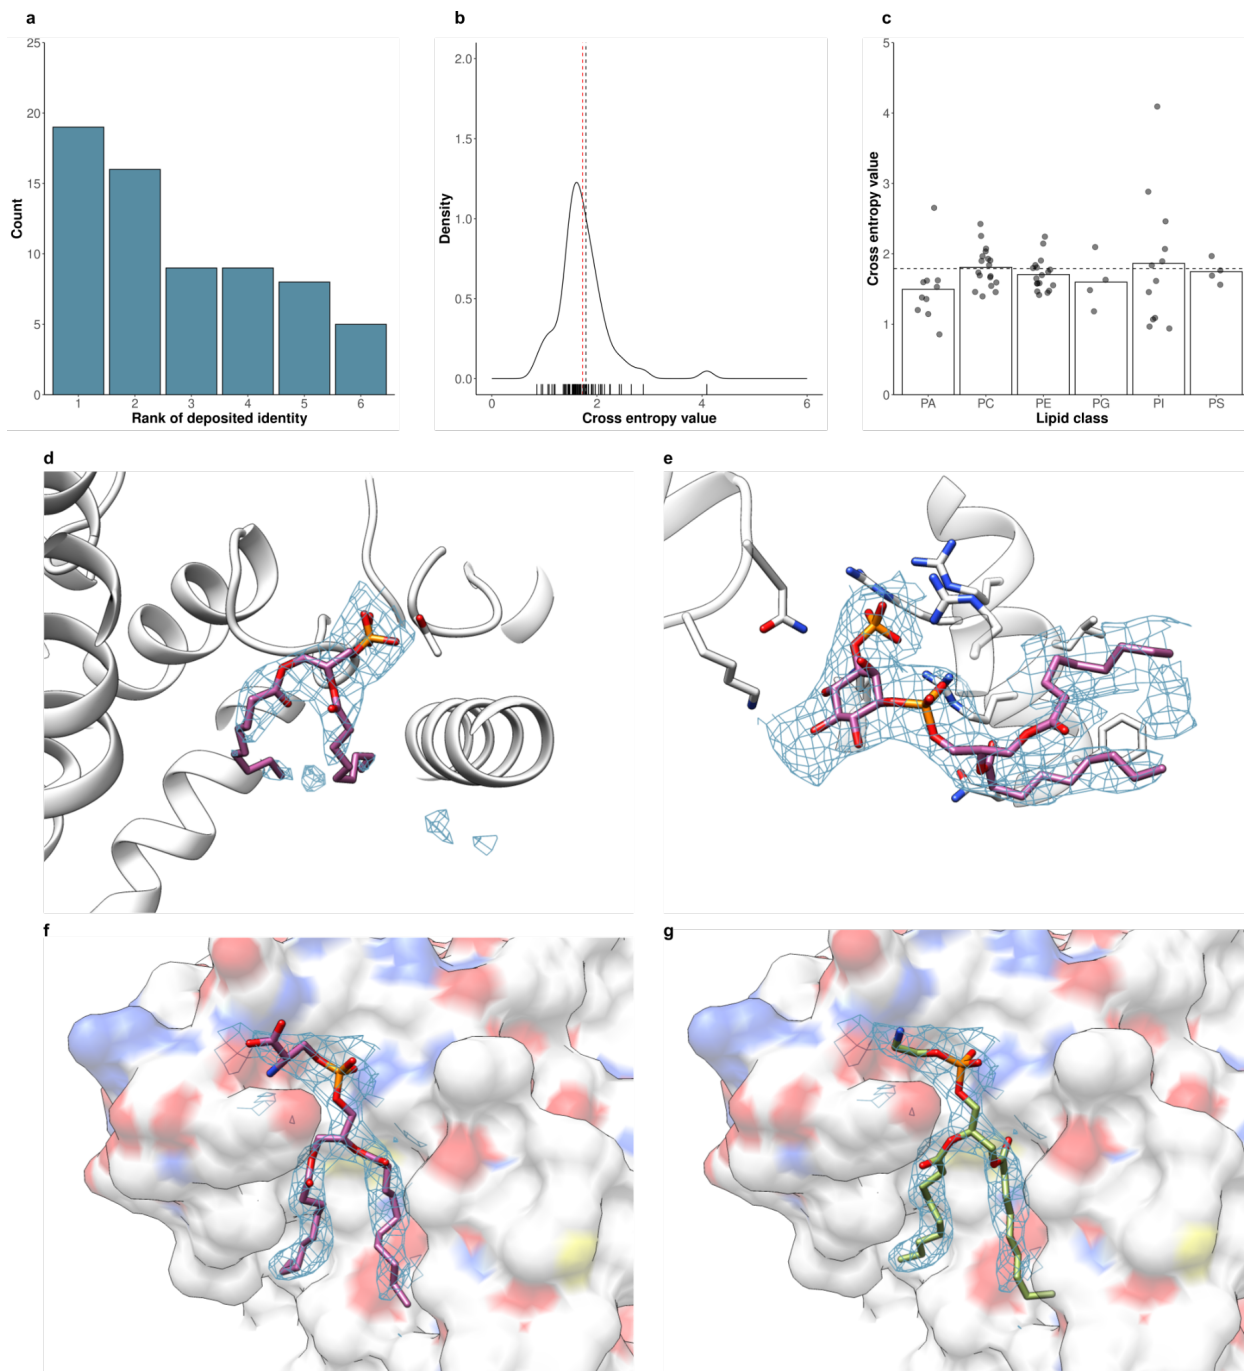 a
25
20
15
10
5
0
Count
1 2 3 4 5 6
Rank of deposited identity
b
2.0
1.5
1.0
0.5
0.0
Density
0 2 4 6
Cross entropy value
c
5
4
3
2
1
0
Cross entropy value
PA PC PE PG PI PS
Lipid class
d
e
f
g